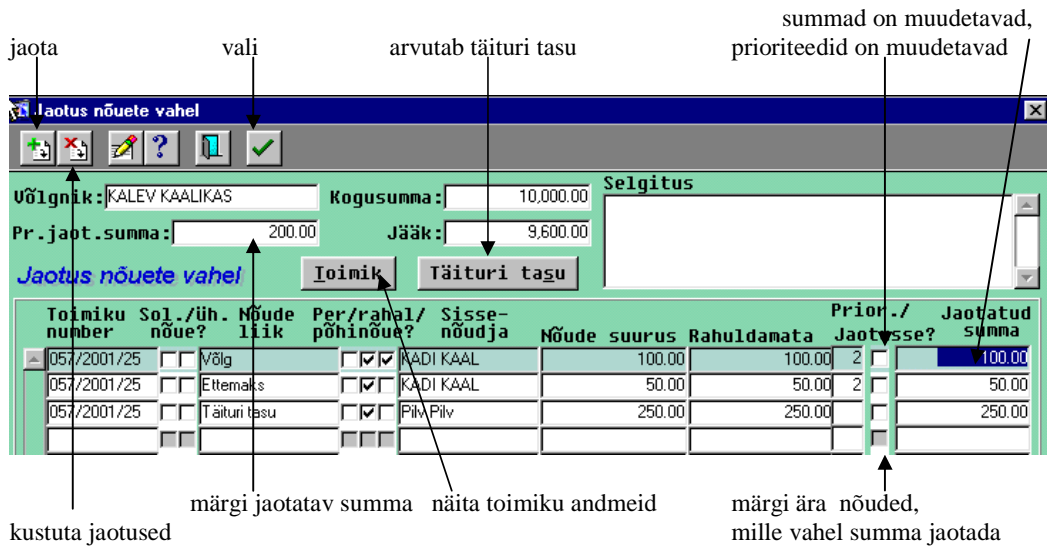 summad on muudetavad,
jaota vali arvutab täituri tasu prioriteedid on muudetavad
Jaotus nõuete vahel
Võlgnik: KALEV KAALIKAS Kogusumma: 10,000.00 Selgitus
Pr.jaot.summa: 200.00 Jääk: 9,600.00
Jaotus nõuete vahel Toimik Täituri tasu
Toimiku Sol./üh. Nõude Per/rahal/ Sisse- Prior./ Jaotatud
number nõue? liik põhinõue? nõudja Nõude suurus Rahuldamata Jaotusse? summa
057/2001/25 Võlg KADI KAAL 100.00 100.00 2 100.00
057/2001/25 Ettemaks KADI KAAL 50.00 50.00 2 50.00
057/2001/25 Täituri tasu Pilv Pilv 250.00 250.00 250.00
märgi jaotatav summa näita toimiku andmeid märgi ära nõuded,
kustuta jaotused mille vahel summa jaotada